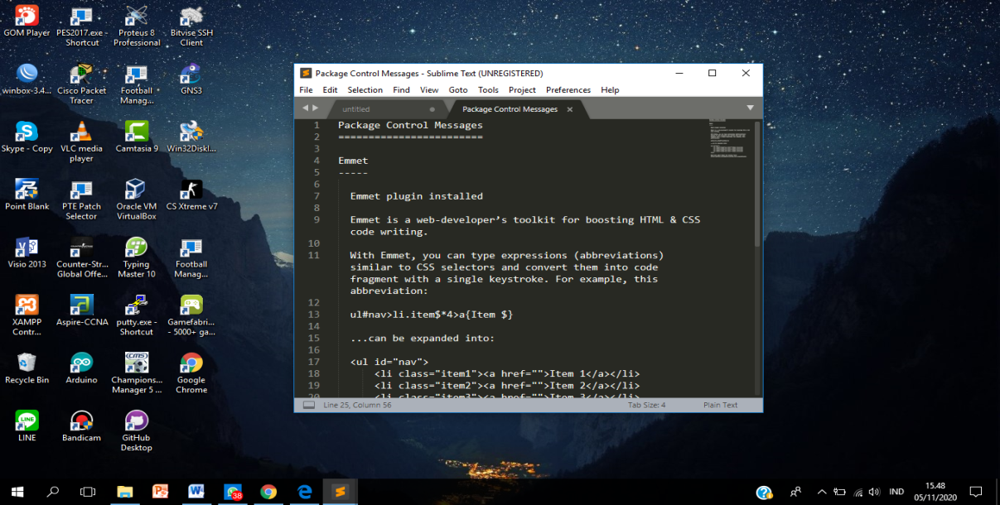 GOM Player
PES2017.exe - Shortcut
Proteus 8 Professional
Bitvise SSH Client
winbox-3.4...
Cisco Packet Tracer
Football Manag...
GNS3
Skype - Copy
VLC media player
Camtasia 9
Win32Diskl...
Point Blank
PTE Patch Selector
Oracle VM VirtualBox
CS Xtreme v7
Visio 2013
Counter-Str... Global Offe...
Typing Master 10
Football Manag...
XAMPP Contr...
Aspire-CCNA
putty.exe - Shortcut
Gamefabri... - 5000+ ga...
Recycle Bin
Arduino
Champions... Manager 5 ...
Google Chrome
LINE
Bandicam
GitHub Desktop
Package Control Messages - Sublime Text (UNREGISTERED)
File Edit Selection Find View Goto Tools Project Preferences Help
untitled
Package Control Messages
1 Package Control Messages
2 ========================
3
4 Emmet
5 -----
6
7 Emmet plugin installed
8
9 Emmet is a web-developer’s toolkit for boosting HTML & CSS
code writing.
10
11 With Emmet, you can type expressions (abbreviations)
similar to CSS selectors and convert them into code
fragment with a single keystroke. For example, this
abbreviation:
12
13 ul#nav>li.item$*4>a{Item $}
14
15 ...can be expanded into:
16
17 <ul id="nav">
18 <li class="item1"><a href="">Item 1</a></li>
19 <li class="item2"><a href="">Item 2</a></li>
20 <li class="item3"><a href="">Item 3</a></li>
Line 25, Column 56
Tab Size: 4
Plain Text
38
IND
15.48
05/11/2020